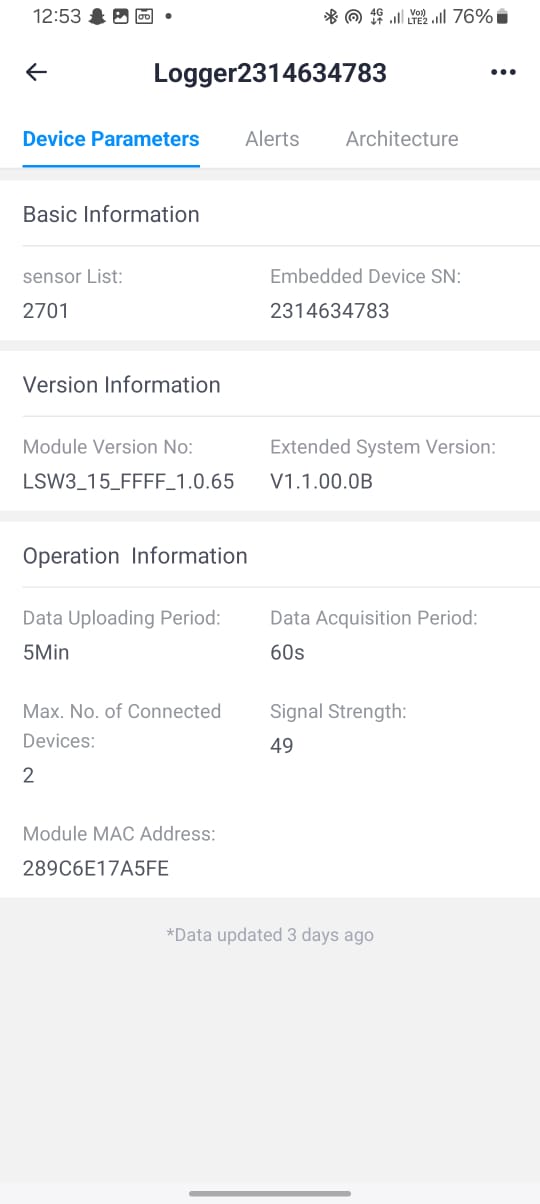 12:53
4G
Vo))
LTE2
76%
Logger2314634783
Device Parameters
Alerts
Architecture
Basic Information
sensor List:
Embedded Device SN:
2701
2314634783
Version Information
Module Version No:
Extended System Version:
LSW3_15_FFFF_1.0.65
V1.1.00.0B
Operation  Information
Data Uploading Period:
Data Acquisition Period:
5Min
60s
Max. No. of Connected
Devices:
Signal Strength:
2
49
Module MAC Address:
289C6E17A5FE
*Data updated 3 days ago